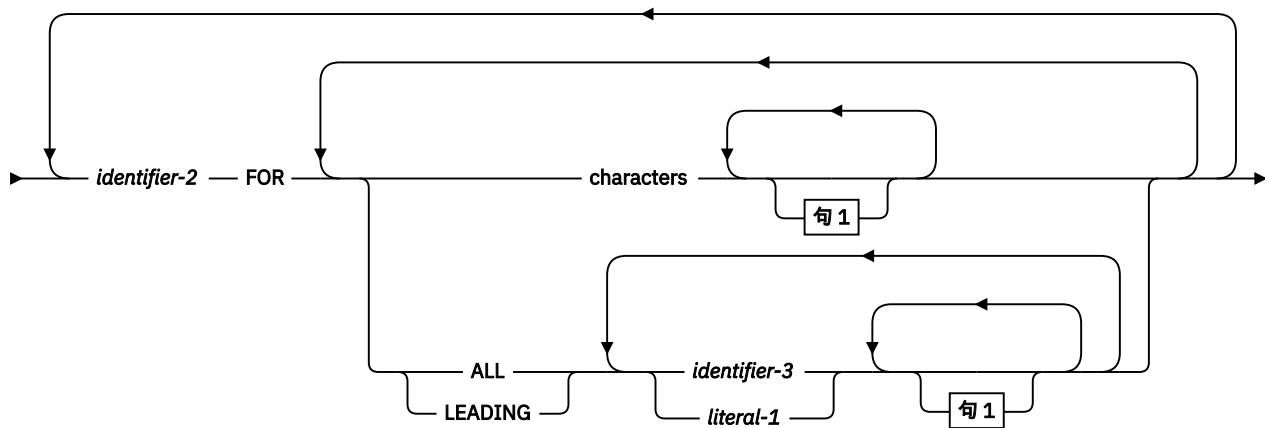 identifier-2 FOR characters
句 1
ALL identifier-3
LEADING literal-1 句 1